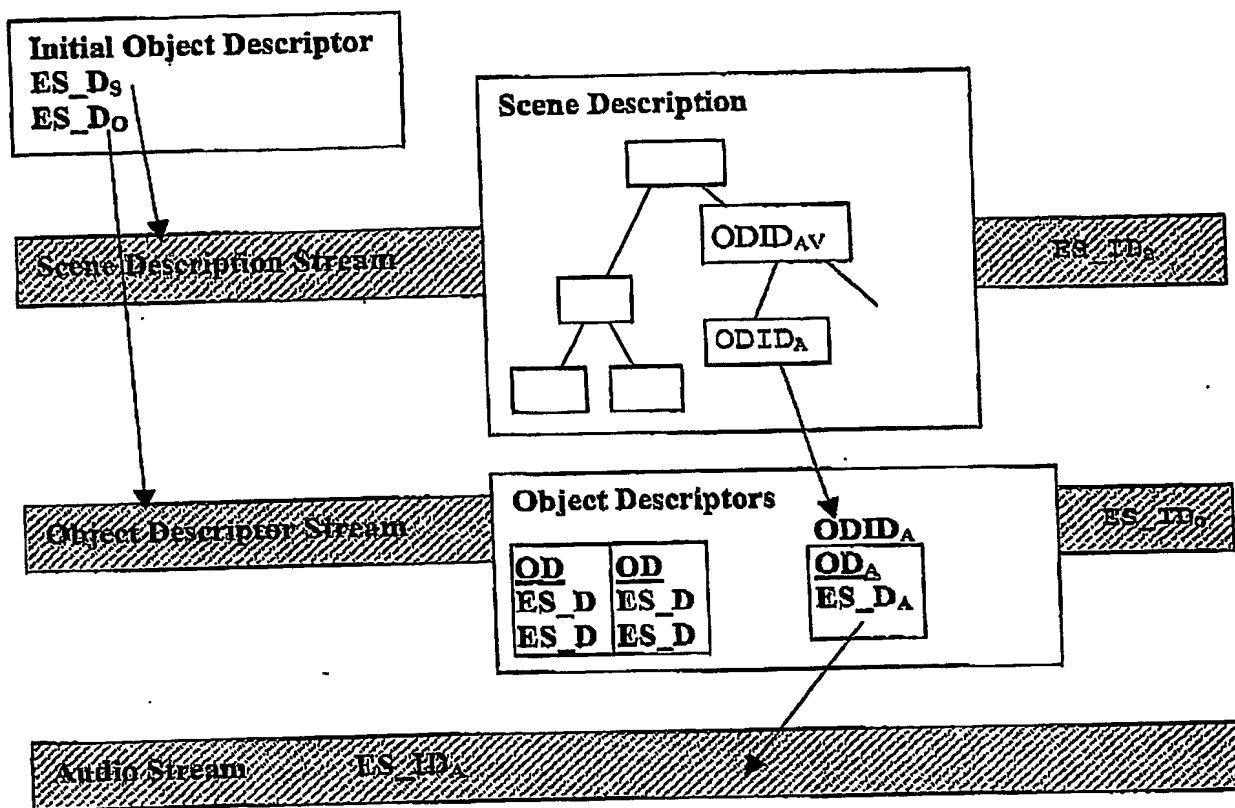 Initial Object Descriptor
ES_DS
ES_DO
Scene Description
ODIDAV
ODIDA
Scene Description Stream
ES_IDS
Object Descriptors
Object Descriptor Stream
ES_IDO
ODIDA
OD
ES_D
ES_D
OD
ES_D
ES_D
ODA
ES_DA
Audio Stream
ES_IDA